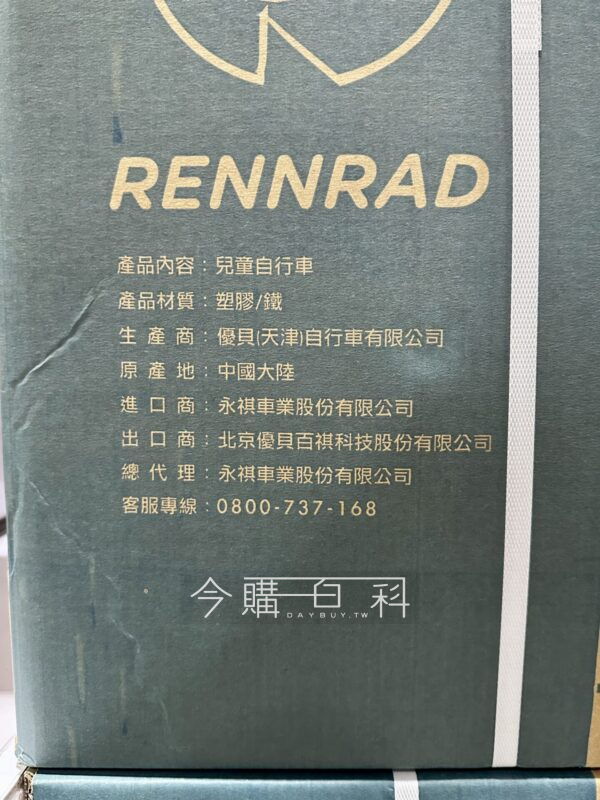 RENNRAD
產品內容：兒童自行車
產品材質：塑膠/鐵
生產商：優貝(天津)自行車有限公司
原產地：中國大陸
進口商：永祺車業股份有限公司
出口商：北京優貝百祺科技股份有限公司
總代理：永祺車業股份有限公司
客服專線：0800-737-168
今購百科
DAYBUY.TW